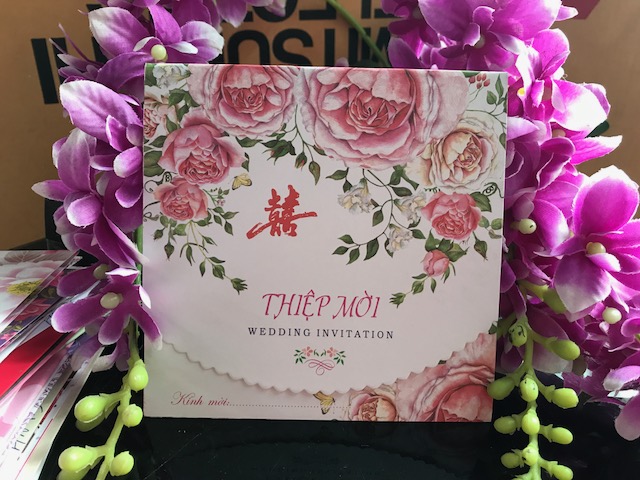 囍
THIỆP MỜI
WEDDING INVITATION
Kính mời:........................